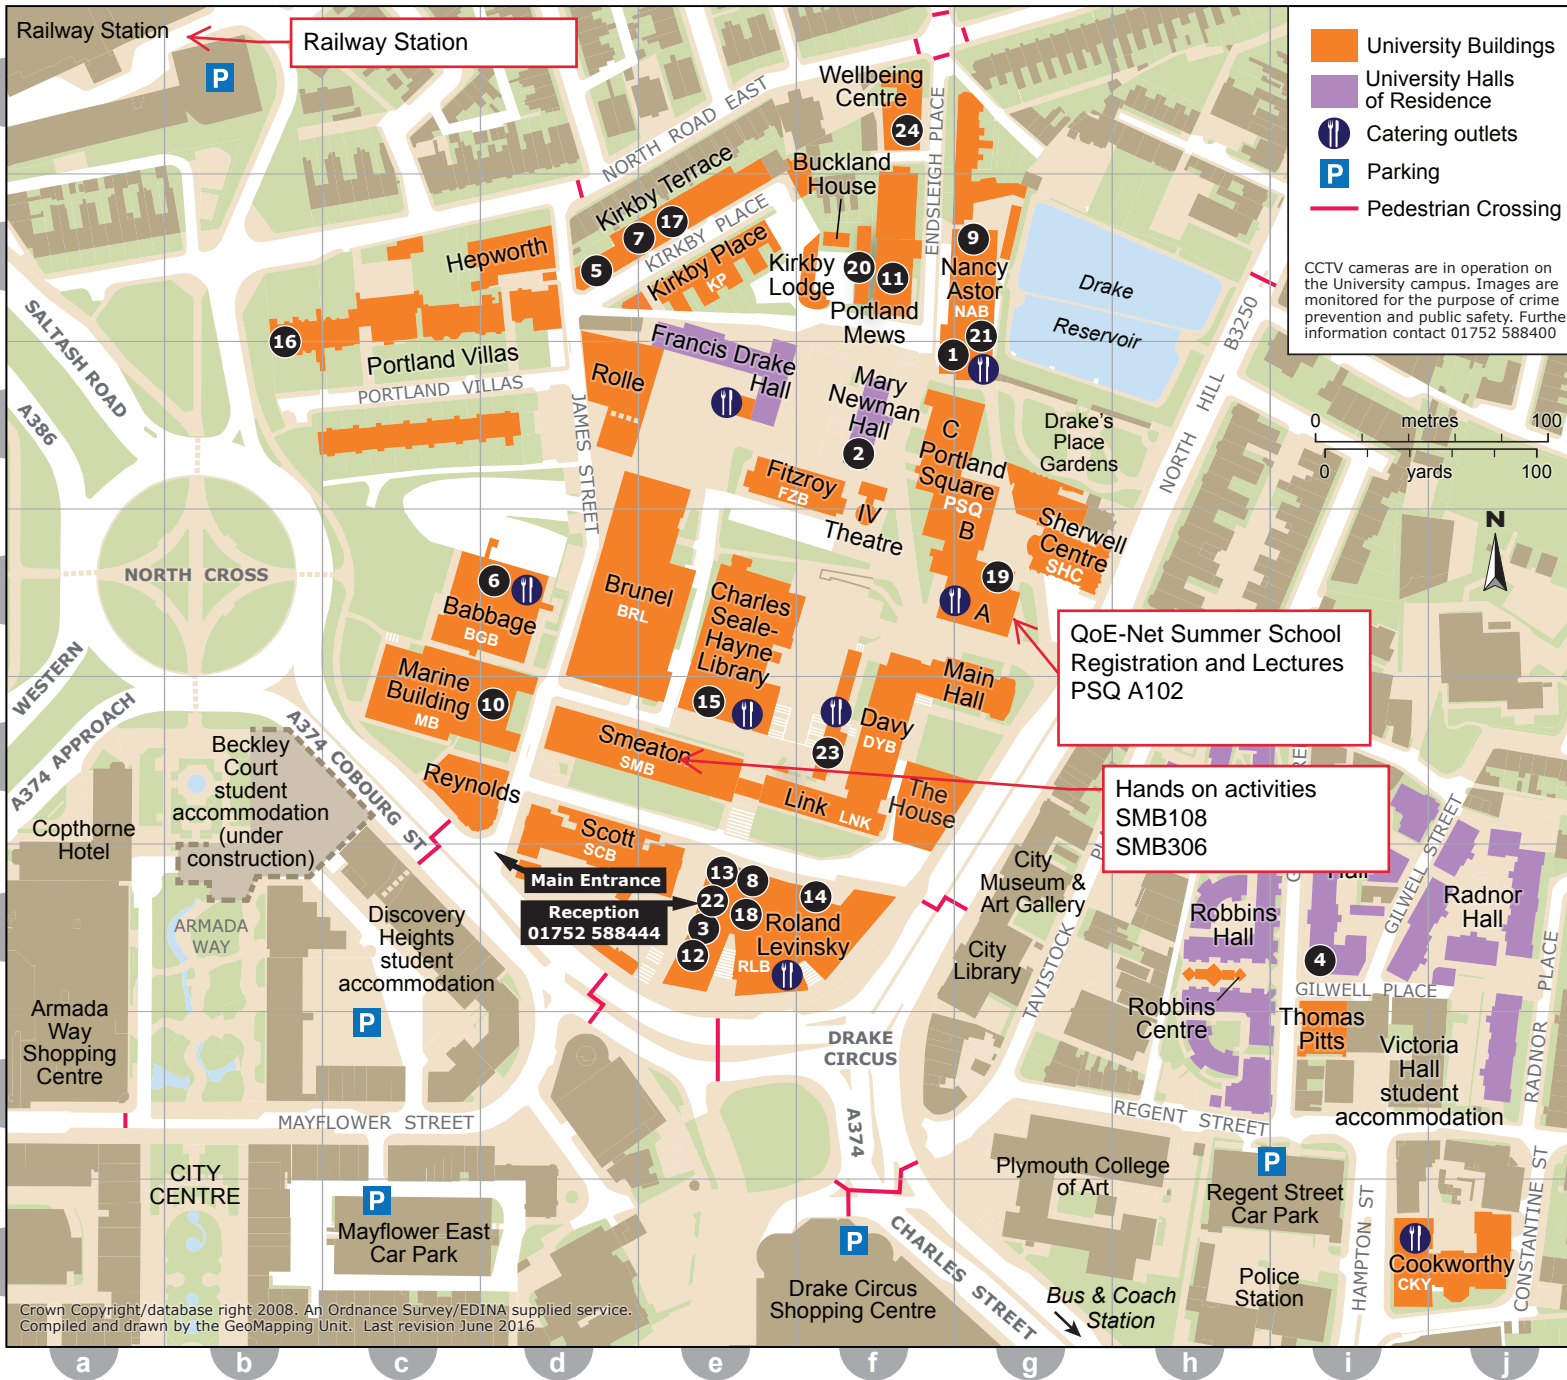 Railway Station
Railway Station
P
University Buildings
University Halls
of Residence
Catering outlets
P
Parking
Pedestrian Crossing
CCTV cameras are in operation on
the University campus. Images are
monitored for the purpose of crime
prevention and public safety. Furthe
information contact 01752 588400
0 metres 100
0 yards 100
N
Wellbeing
Centre
24
NORTH ROAD EAST
ENDSLEIGH PLACE
Buckland
House
Kirkby Terrace
17
7
5
KIRKBY PLACE
Kirkby Place
KP
Kirkby
Lodge
20
11
Portland
Mews
9
Nancy
Astor
NAB
21
1
Drake
Reservoir
NORTH HILL B3250
Hepworth
16
Portland Villas
PORTLAND VILLAS
SALTASH ROAD
A386
JAMES STREET
Rolle
Francis Drake
Hall
Mary
Newman
Hall
2
C
Portland
Square
PSQ
B
19
A
Drake's
Place
Gardens
Sherwell
Centre
SHC
Fitzroy
FZB
IV
Theatre
NORTH CROSS
6
Babbage
BGB
Brunel
BRL
Charles
Seale-
Hayne
Library
15
QoE-Net Summer School
Registration and Lectures
PSQ A102
WESTERN
A374 APPROACH
Marine
Building
MB
10
Main
Hall
Davy
DYB
23
Smeaton
SMB
Link
LNK
The
House
Hands on activities
SMB108
SMB306
A374 COBOURG ST
Beckley
Court
student
accommodation
(under
construction)
Reynolds
Copthorne
Hotel
Scott
SCB
Main Entrance
Reception
01752 588444
13
8
22
18
3
12
14
Roland
Levinsky
RLB
City
Museum &
Art Gallery
City
Library
TAVISTOCK
Hall
GILWELL STREET
Radnor
Hall
Robbins
Hall
4
GILWELL PLACE
Robbins
Centre
Thomas
Pitts
Victoria
Hall
student
accommodation
RADNOR PLACE
ARMADA
WAY
Discovery
Heights
student
accommodation
P
Armada
Way
Shopping
Centre
DRAKE
CIRCUS
MAYFLOWER STREET
A374
REGENT STREET
CITY
CENTRE
P
Mayflower East
Car Park
Plymouth College
of Art
P
Regent Street
Car Park
HAMPTON ST
CONSTANTINE ST
Cookworthy
CKY
Police
Station
P
Drake Circus
Shopping Centre
CHARLES STREET
Bus & Coach
Station
Crown Copyright/database right 2008. An Ordnance Survey/EDINA supplied service.
Compiled and drawn by the GeoMapping Unit. Last revision June 2016
a b c d e f g h i j